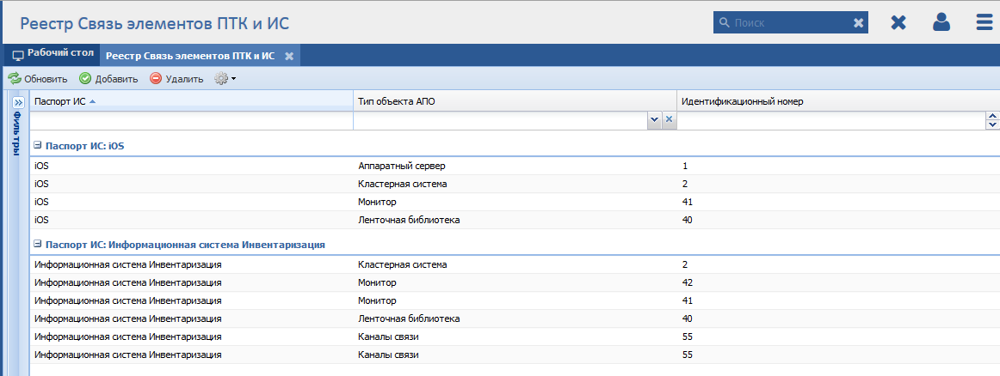 Реестр Связь элементов ПТК и ИС
Поиск
Рабочий стол Реестр Связь элементов ПТК и ИС
Обновить Добавить Удалить
Фильтры
Паспорт ИС Тип объекта АПО Идентификационный номер
Паспорт ИС: iOS
iOS Аппаратный сервер 1
iOS Кластерная система 2
iOS Монитор 41
iOS Ленточная библиотека 40
Паспорт ИС: Информационная система Инвентаризация
Информационная система Инвентаризация Кластерная система 2
Информационная система Инвентаризация Монитор 42
Информационная система Инвентаризация Монитор 41
Информационная система Инвентаризация Ленточная библиотека 40
Информационная система Инвентаризация Каналы связи 55
Информационная система Инвентаризация Каналы связи 55